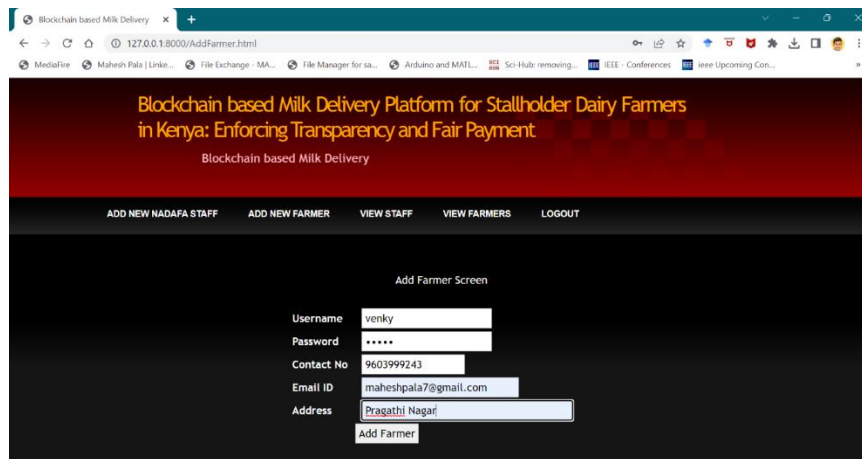 Blockchain based Milk Delivery
127.0.0.1:8000/AddFarmer.html
MediaFire Mahesh Pala | Linke... File Exchange - MA... File Manager for sa... Arduino and MATL... Sci-Hub: removing... IEEE - Conferences ieee Upcoming Con...
Blockchain based Milk Delivery Platform for Stallholder Dairy Farmers
in Kenya: Enforcing Transparency and Fair Payment
Blockchain based Milk Delivery
ADD NEW NADAFA STAFF ADD NEW FARMER VIEW STAFF VIEW FARMERS LOGOUT
Add Farmer Screen
Username venky
Password •••••
Contact No 9603999243
Email ID maheshpala7@gmail.com
Address Pragathi Nagar
Add Farmer